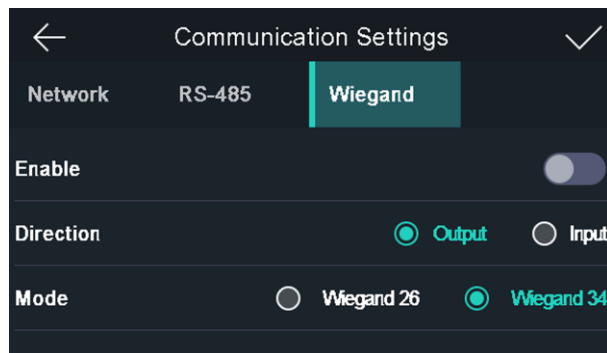 Communication Settings
Network RS-485 Wiegand
Enable
Direction Output Input
Mode Wiegand 26 Wiegand 34